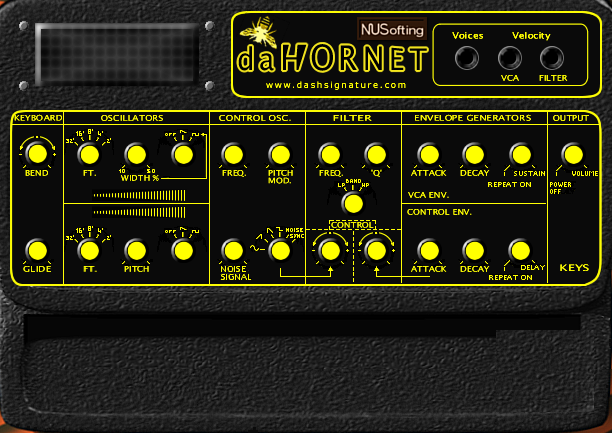 NUSofting
daHORNET
www.dashsignature.com
Voices Velocity
VCA FILTER
KEYBOARD OSCILLATORS CONTROL OSC. FILTER ENVELOPE GENERATORS OUTPUT
32' 16' 8' 4' 2' OFF
BEND FT. 10 50 FREQ. PITCH MOD. FREQ. 'Q' ATTACK DECAY SUSTAIN VOLUME
WIDTH %
REPEAT ON
LP BAND HP
POWER OFF
VCA ENV.
CONTROL ENV.
CONTROL
32' 16' 8' 4' 2' OFF
NOISE
SYNC
GLIDE FT. PITCH NOISE SIGNAL ATTACK DECAY DELAY KEYS
REPEAT ON